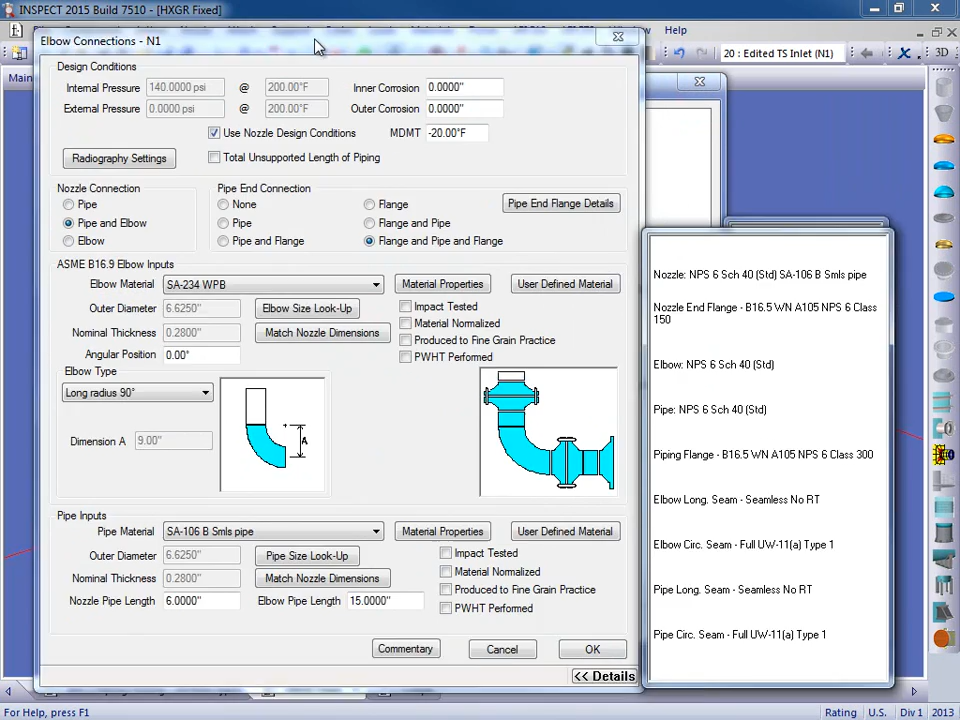 INSPECT 2015 Build 7510 - [HXGR Fixed]
Help
20 : Edited TS Inlet (N1)
3D
Main
Elbow Connections - N1
Design Conditions
Internal Pressure 140.0000 psi @ 200.00°F Inner Corrosion 0.0000"
External Pressure 0.0000 psi @ 200.00°F Outer Corrosion 0.0000"
Use Nozzle Design Conditions MDMT -20.00°F
Radiography Settings Total Unsupported Length of Piping
Nozzle Connection
Pipe
Pipe and Elbow
Elbow
Pipe End Connection
None Flange Pipe End Flange Details
Pipe Flange and Pipe
Pipe and Flange Flange and Pipe and Flange
ASME B16.9 Elbow Inputs
Elbow Material SA-234 WPB Material Properties User Defined Material
Outer Diameter 6.6250" Elbow Size Look-Up Impact Tested
Nominal Thickness 0.2800" Match Nozzle Dimensions Material Normalized
Produced to Fine Grain Practice
Angular Position 0.00° PWHT Performed
Elbow Type
Long radius 90°
A
Dimension A 9.00"
Pipe Inputs
Pipe Material SA-106 B Smls pipe Material Properties User Defined Material
Outer Diameter 6.6250" Pipe Size Look-Up Impact Tested
Nominal Thickness 0.2800" Match Nozzle Dimensions Material Normalized
Produced to Fine Grain Practice
Nozzle Pipe Length 6.0000" Elbow Pipe Length 15.0000" PWHT Performed
Commentary Cancel OK
<< Details
Nozzle: NPS 6 Sch 40 (Std) SA-106 B Smls pipe
Nozzle End Flange - B16.5 WN A105 NPS 6 Class
150
Elbow: NPS 6 Sch 40 (Std)
Pipe: NPS 6 Sch 40 (Std)
Piping Flange - B16.5 WN A105 NPS 6 Class 300
Elbow Long. Seam - Seamless No RT
Elbow Circ. Seam - Full UW-11(a) Type 1
Pipe Long. Seam - Seamless No RT
Pipe Circ. Seam - Full UW-11(a) Type 1
For Help, press F1 Rating U.S. Div 1 2013